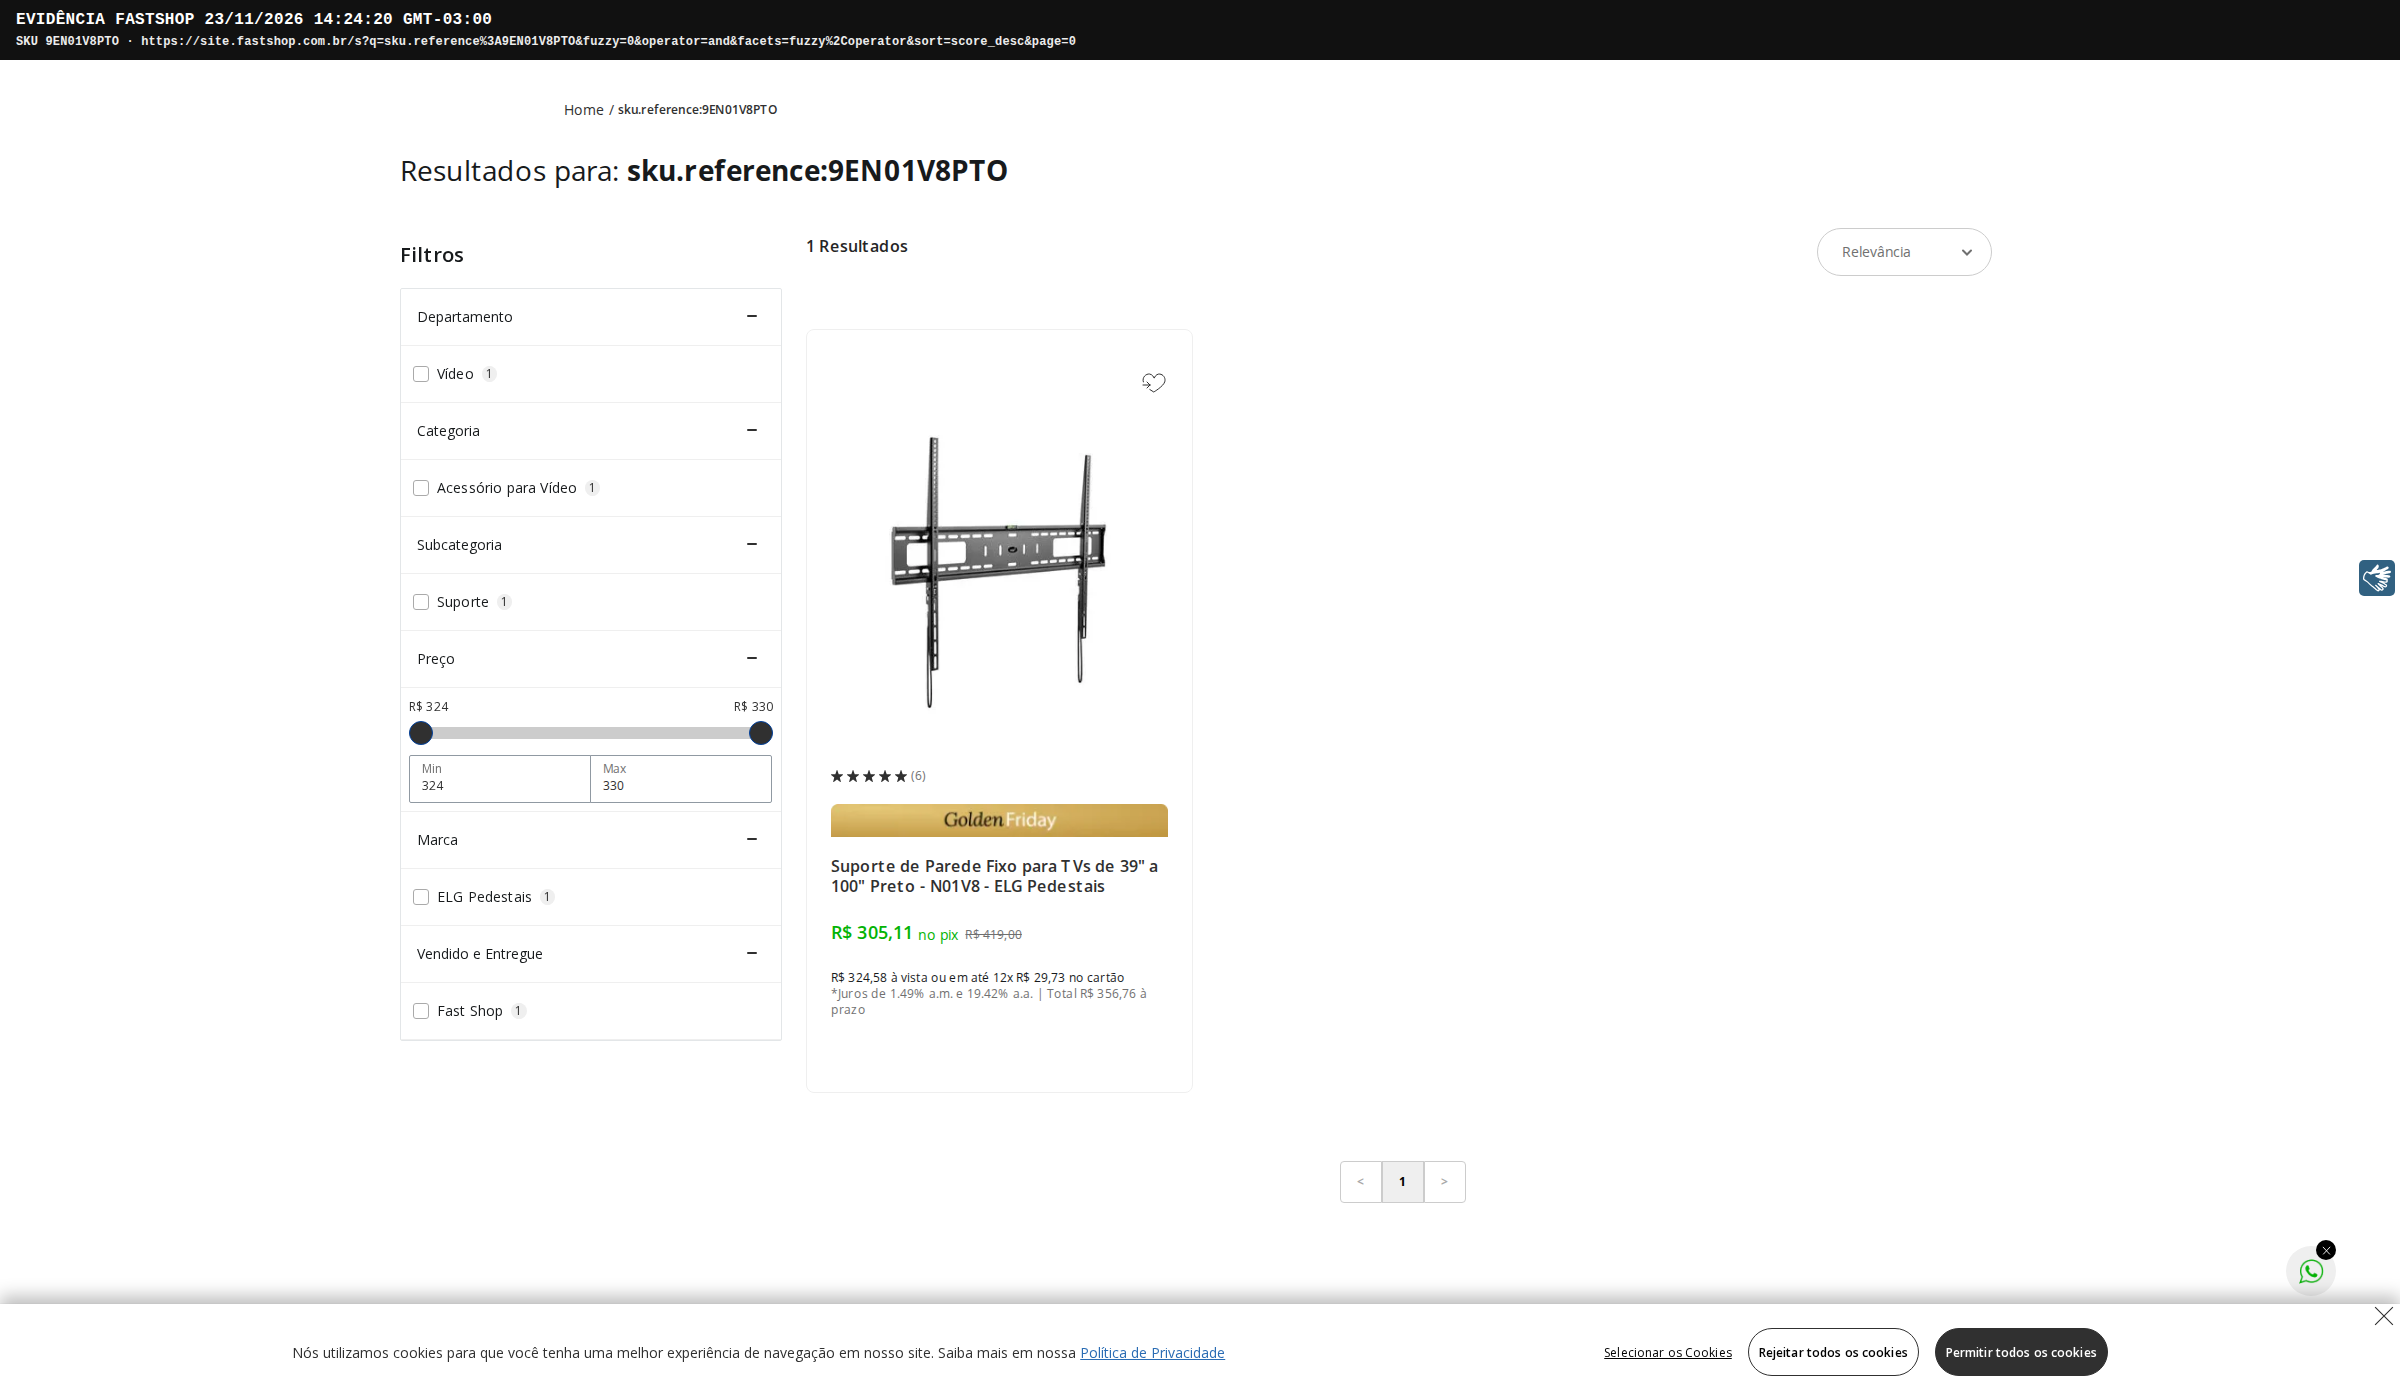 EVIDÊNCIA FASTSHOP 23/11/2026 14:24:20 GMT-03:00
SKU 9EN01V8PTO · https://site.fastshop.com.br/s?q=sku.reference%3A9EN01V8PTO&fuzzy=0&operator=and&facets=fuzzy%2Coperator&sort=score_desc&page=0
Home / sku.reference:9EN01V8PTO
Resultados para: sku.reference:9EN01V8PTO
Filtros
1 Resultados
Relevância
Departamento
Vídeo 1
Categoria
Acessório para Vídeo 1
Subcategoria
Suporte 1
Preço
R$ 324 R$ 330
Min Max
324 330
Marca
ELG Pedestais 1
Vendido e Entregue
Fast Shop 1
(6)
Golden Friday
Suporte de Parede Fixo para TVs de 39" a
100" Preto - N01V8 - ELG Pedestais
R$ 305,11 no pix R$ 419,00
R$ 324,58 à vista ou em até 12x R$ 29,73 no cartão
*Juros de 1.49% a.m. e 19.42% a.a. | Total R$ 356,76 à
prazo
< 1 >
Nós utilizamos cookies para que você tenha uma melhor experiência de navegação em nosso site. Saiba mais em nossa Política de Privacidade
Selecionar os Cookies
Rejeitar todos os cookies
Permitir todos os cookies